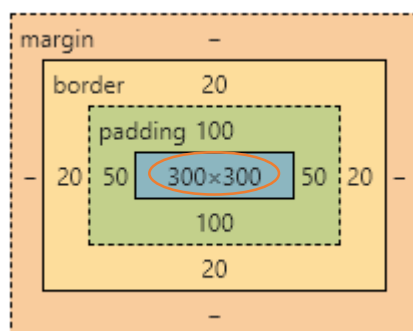 margin –
border 20
padding 100
– 20 50 300×300 50 20 –
100
20
–